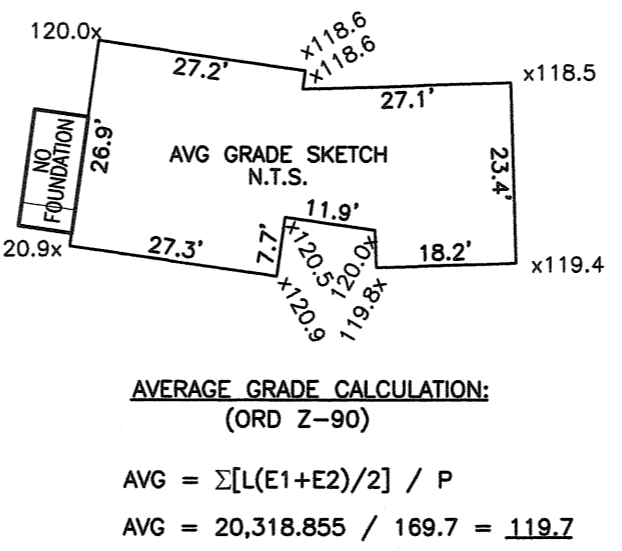 120.0x
x118.6
x118.6
27.2'
27.1'
x118.5
NO
FOUNDATION
26.9'
AVG GRADE SKETCH
N.T.S.
23.4'
20.9x
27.3'
7.7'
11.9'
x120.5
120.0x
x120.9
119.8x
18.2'
x119.4
AVERAGE GRADE CALCULATION:
(ORD Z-90)
AVG = Σ[L(E1+E2)/2] / P
AVG = 20,318.855 / 169.7 = 119.7